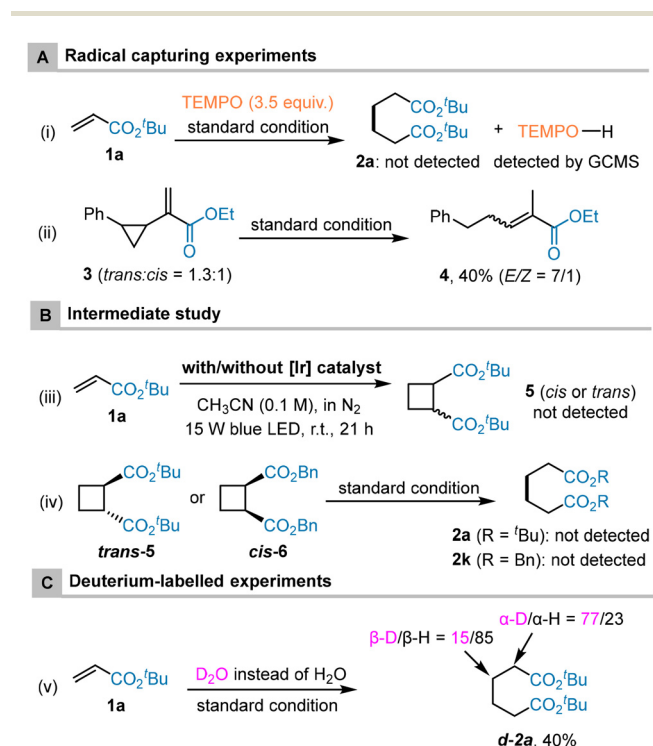 A Radical capturing experiments
(i)
CO₂ᵗBu
1a
TEMPO (3.5 equiv.)
standard condition
CO₂ᵗBu
CO₂ᵗBu
2a: not detected
+
TEMPO—H
detected by GCMS
(ii)
Ph
OEt
O
3 (trans:cis = 1.3:1)
standard condition
Ph
OEt
O
4, 40% (E/Z = 7/1)
B Intermediate study
(iii)
CO₂ᵗBu
1a
with/without [Ir] catalyst
CH₃CN (0.1 M), in N₂
15 W blue LED, r.t., 21 h
CO₂ᵗBu
CO₂ᵗBu
5 (cis or trans)
not detected
(iv)
CO₂ᵗBu
CO₂ᵗBu
trans-5
or
CO₂Bn
CO₂Bn
cis-6
standard condition
CO₂R
CO₂R
2a (R = ᵗBu): not detected
2k (R = Bn): not detected
C Deuterium-labelled experiments
(v)
CO₂ᵗBu
1a
D₂O instead of H₂O
standard condition
β-D/β-H = 15/85
α-D/α-H = 77/23
CO₂ᵗBu
CO₂ᵗBu
d-2a, 40%